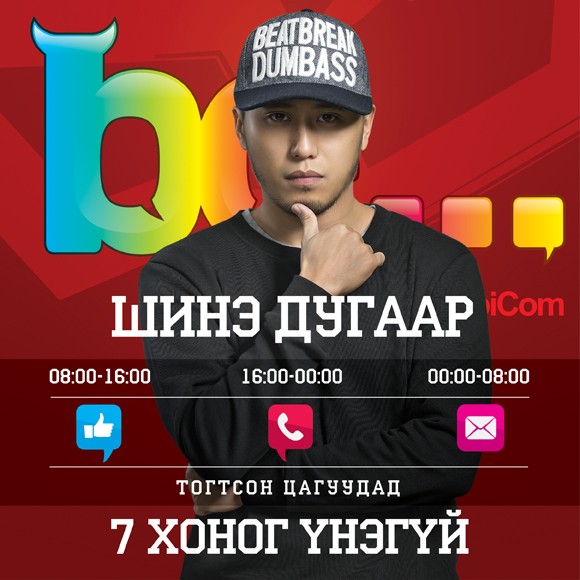 BEATBREAK
DUMBASS
ШИНЭ ДУГААР
08:00-16:00 16:00-00:00 00:00-08:00
ТОГТСОН ЦАГУУДАД
7 ХОНОГ ҮНЭГҮЙ